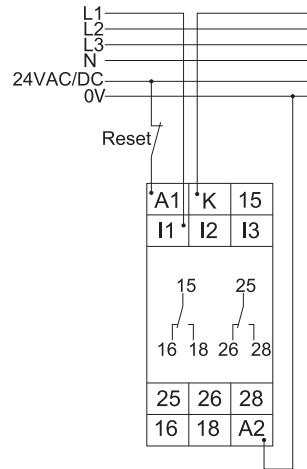 L1
L2
L3
N
24VAC/DC
0V
Reset
A1 K 15
I1 I2 I3
15 25
16 18 26 28
25 26 28
16 18 A2